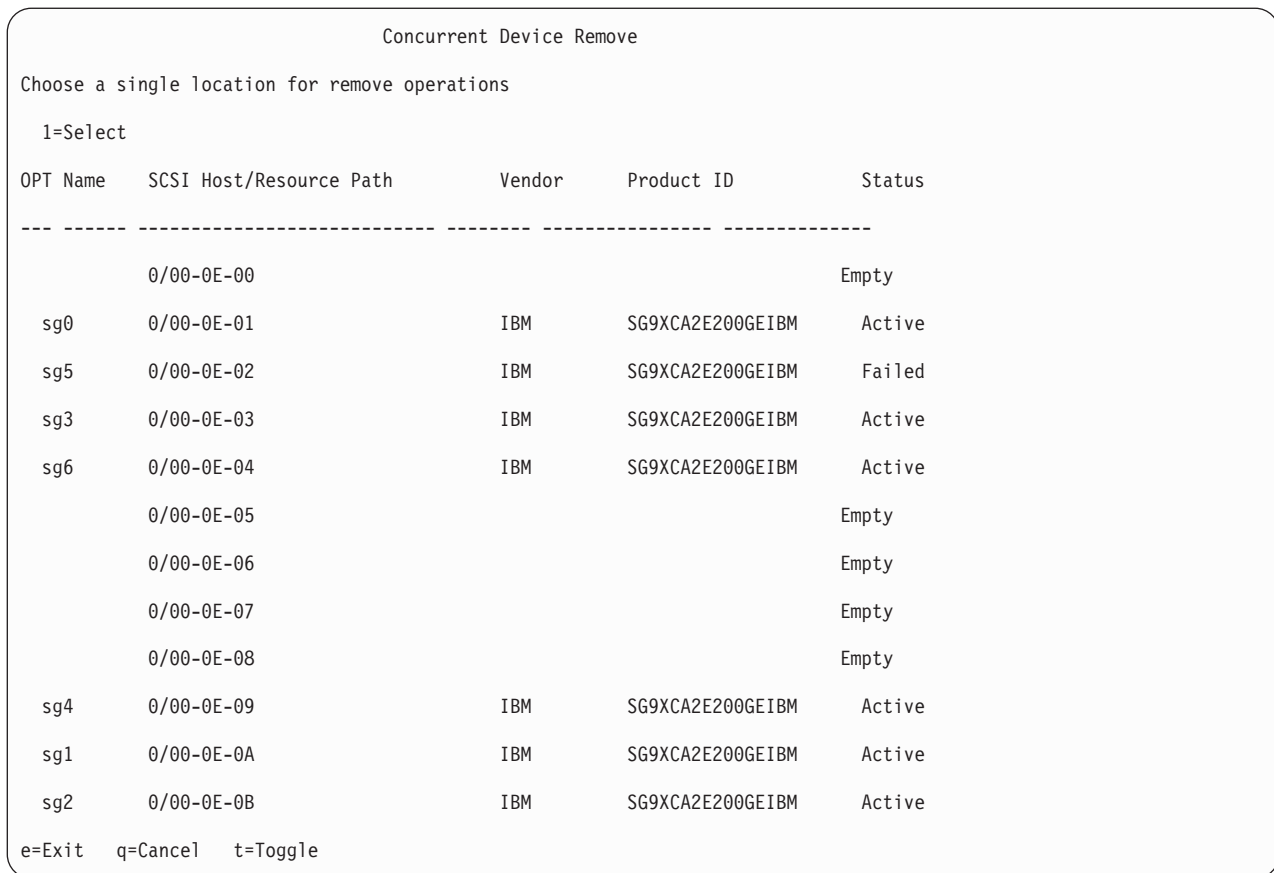 Concurrent Device Remove
Choose a single location for remove operations
1=Select
OPT Name SCSI Host/Resource Path Vendor Product ID Status
--- ------ ---------------------------- -------- ---------------- --------------
0/00-0E-00 Empty
sg0 0/00-0E-01 IBM SG9XCA2E200GEIBM Active
sg5 0/00-0E-02 IBM SG9XCA2E200GEIBM Failed
sg3 0/00-0E-03 IBM SG9XCA2E200GEIBM Active
sg6 0/00-0E-04 IBM SG9XCA2E200GEIBM Active
0/00-0E-05 Empty
0/00-0E-06 Empty
0/00-0E-07 Empty
0/00-0E-08 Empty
sg4 0/00-0E-09 IBM SG9XCA2E200GEIBM Active
sg1 0/00-0E-0A IBM SG9XCA2E200GEIBM Active
sg2 0/00-0E-0B IBM SG9XCA2E200GEIBM Active
e=Exit q=Cancel t=Toggle